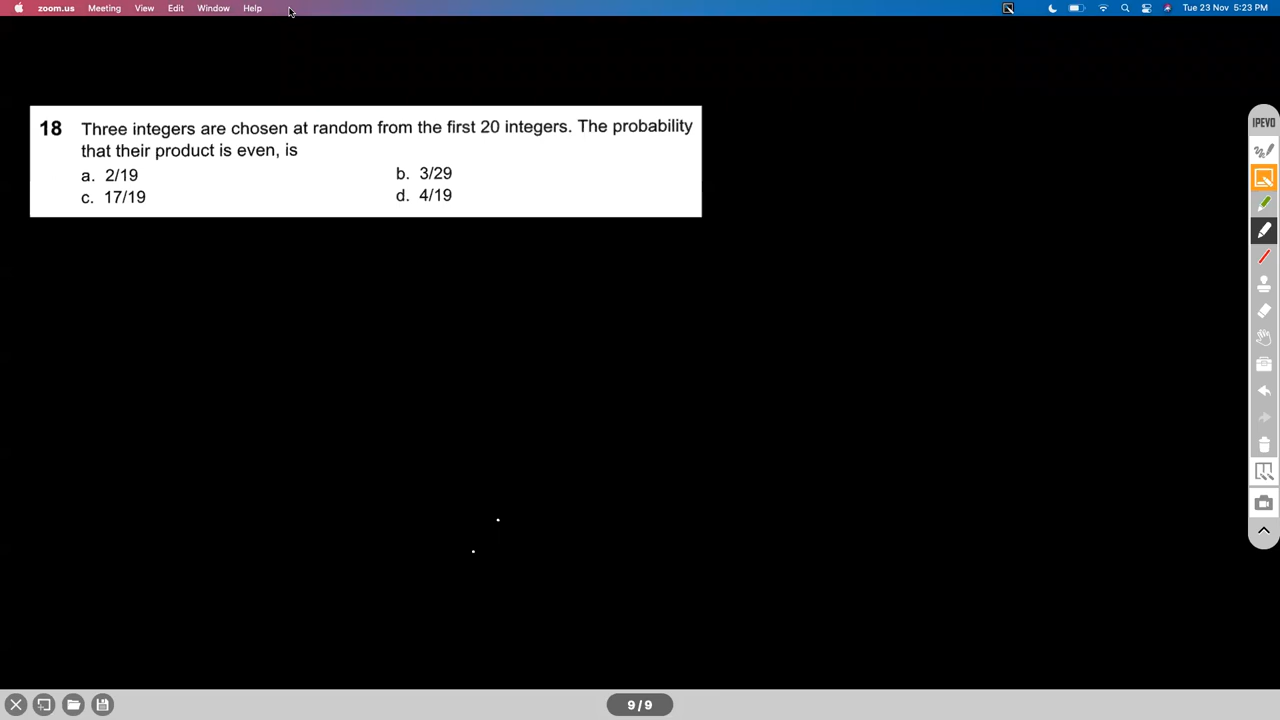 zoom.us Meeting View Edit Window Help Tue 23 Nov 5:23 PM
IPEVO
18 Three integers are chosen at random from the first 20 integers. The probability
that their product is even, is
a. 2/19 b. 3/29
c. 17/19 d. 4/19
9/9